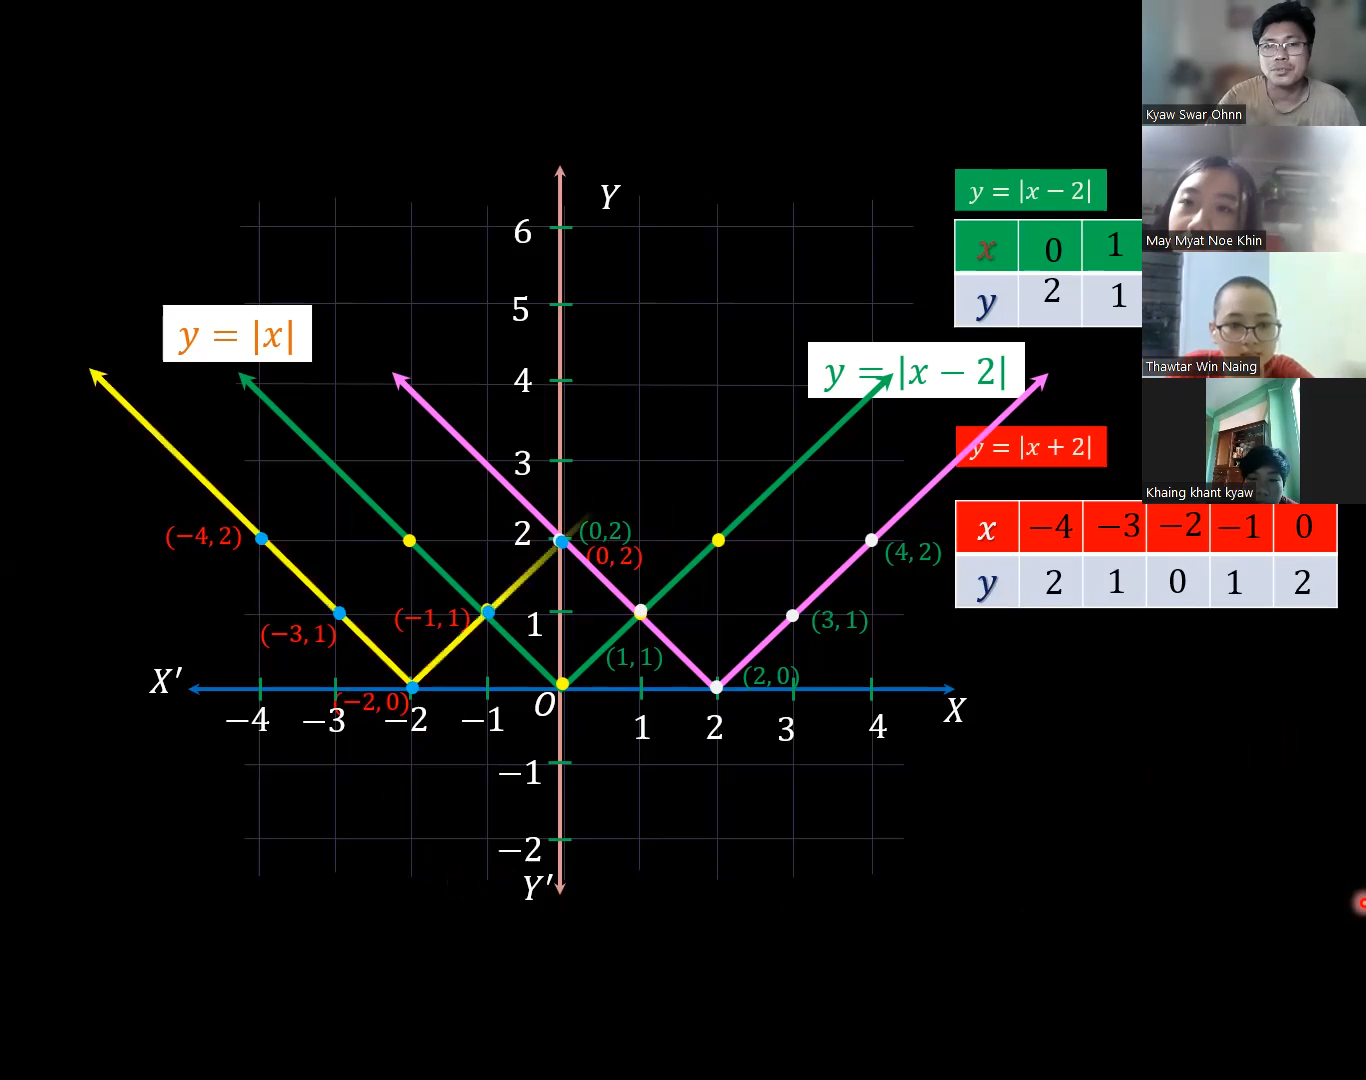 Kyaw Swar Ohnn
May Myat Noe Khin
Thawtar Win Naing
Khaing khant kyaw
y = |x − 2|
x 0 1
y 2 1
y = |x|
y = |x − 2|
y = |x + 2|
x −4 −3 −2 −1 0
y 2 1 0 1 2
Y
6
5
4
3
2
1
(−4, 2)
(0,2)
(0, 2)
(4, 2)
(−3, 1)
(−1, 1)
(1, 1)
(3, 1)
(−2, 0)
(2, 0)
X′
O
X
−4 −3 −2 −1 1 2 3 4
−1
−2
Y′